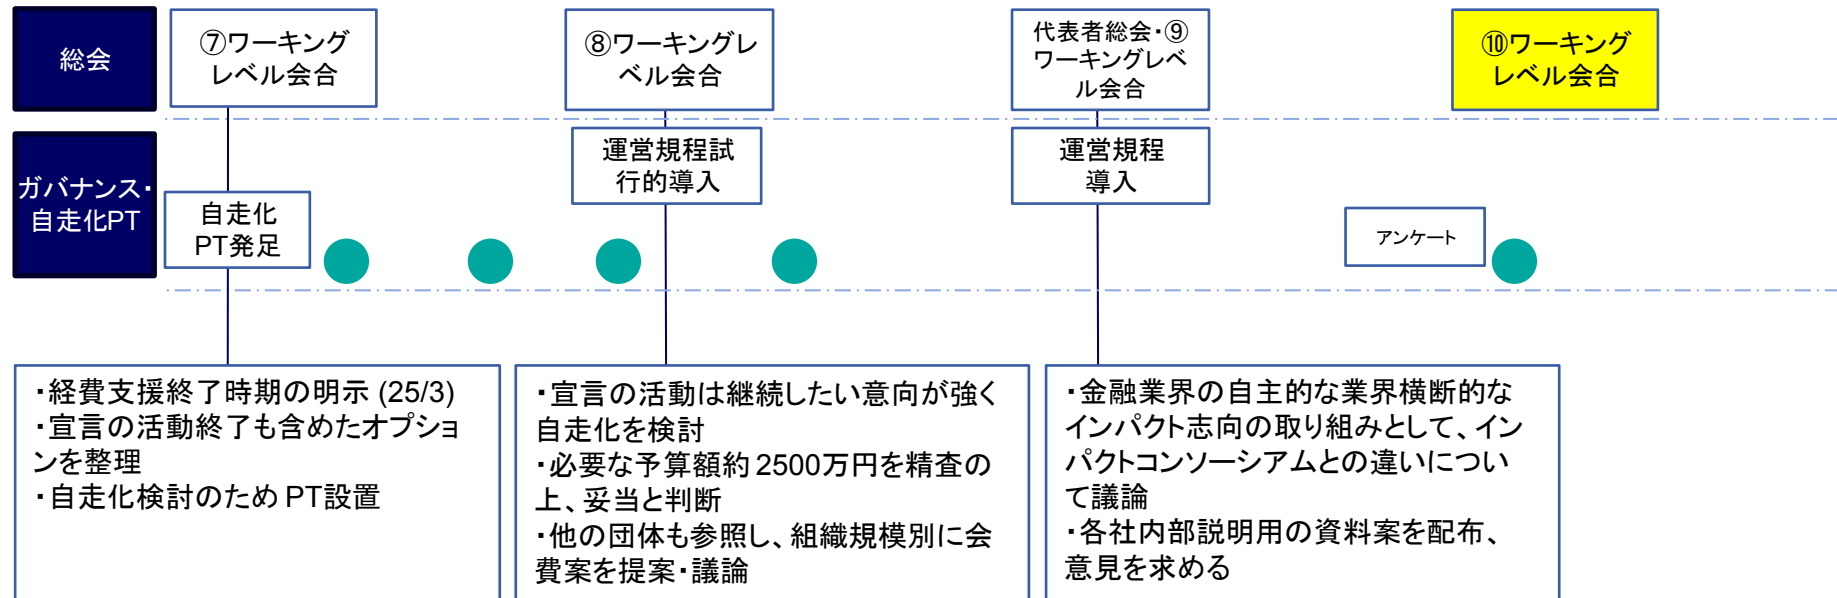 総会
⑦ワーキング
レベル会合
⑧ワーキングレ
ベル会合
代表者総会・⑨
ワーキングレベ
ル会合
⑩ワーキング
レベル会合
ガバナンス・
自走化PT
自走化
PT発足
運営規程試
行的導入
運営規程
導入
アンケート
・経費支援終了時期の明示 (25/3)
・宣言の活動終了も含めたオプショ
ンを整理
・自走化検討のため PT設置
・宣言の活動は継続したい意向が強く
自走化を検討
・必要な予算額約 2500万円を精査の
上、妥当と判断
・他の団体も参照し、組織規模別に会
費案を提案・議論
・金融業界の自主的な業界横断的な
インパクト志向の取り組みとして、イン
パクトコンソーシアムとの違いについ
て議論
・各社内部説明用の資料案を配布、
意見を求める